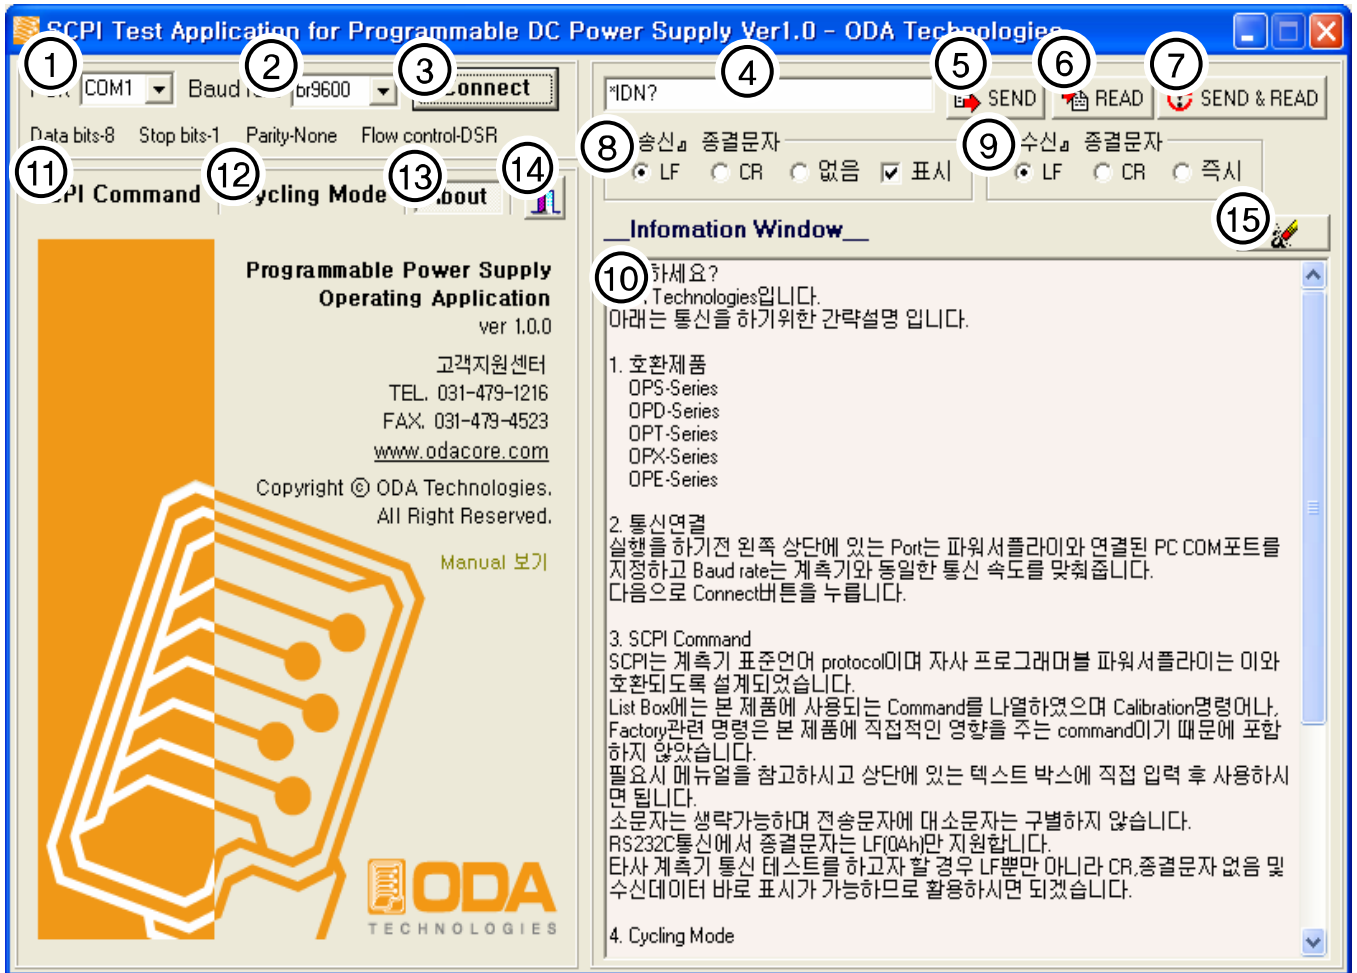 SCPI Test Application for Programmable DC Power Supply Ver1.0 - ODA Technologies
① COM1 ② Baud br9600 ③ Connect
Data bits-8 Stop bits-1 Parity-None Flow control-DSR
⑪ SCPI Command ⑫ Cycling Mode ⑬ About ⑭
Programmable Power Supply
Operating Application
ver 1.0.0
고객지원센터
TEL. 031-479-1216
FAX. 031-479-4523
www.odacore.com
Copyright ⓒ ODA Technologies.
All Right Reserved.
Manual 보기
ODA
TECHNOLOGIES
④ *IDN? ⑤ SEND ⑥ READ ⑦ SEND & READ
⑧ 송신』 종결문자 ⑨ 수신』 종결문자
LF CR 없음 표시 LF CR 즉시
__Infomation Window__ ⑮
⑩ 하세요?
Technologies입니다.
아래는 통신을 하기위한 간략설명 입니다.
1. 호환제품
OPS-Series
OPD-Series
OPT-Series
OPX-Series
OPE-Series
2. 통신연결
실행을 하기전 왼쪽 상단에 있는 Port는 파워서플라이와 연결된 PC COM포트를
지정하고 Baud rate는 계측기와 동일한 통신 속도를 맞춰줍니다.
다음으로 Connect버튼을 누릅니다.
3. SCPI Command
SCPI는 계측기 표준언어 protocol이며 자사 프로그래머블 파워서플라이는 이와
호환되도록 설계되었습니다.
List Box에는 본 제품에 사용되는 Command를 나열하였으며 Calibration명령어나,
Factory관련 명령은 본 제품에 직접적인 영향을 주는 command이기 때문에 포함
하지 않았습니다.
필요시 메뉴얼을 참고하시고 상단에 있는 텍스트 박스에 직접 입력 후 사용하시
면 됩니다.
소문자는 생략가능하며 전송문자에 대소문자는 구별하지 않습니다.
RS232C통신에서 종결문자는 LF(0Ah)만 지원합니다.
타사 계측기 통신 테스트를 하고자 할 경우 LF뿐만 아니라 CR,종결문자 없음 및
수신데이터 바로 표시가 가능하므로 활용하시면 되겠습니다.
4. Cycling Mode